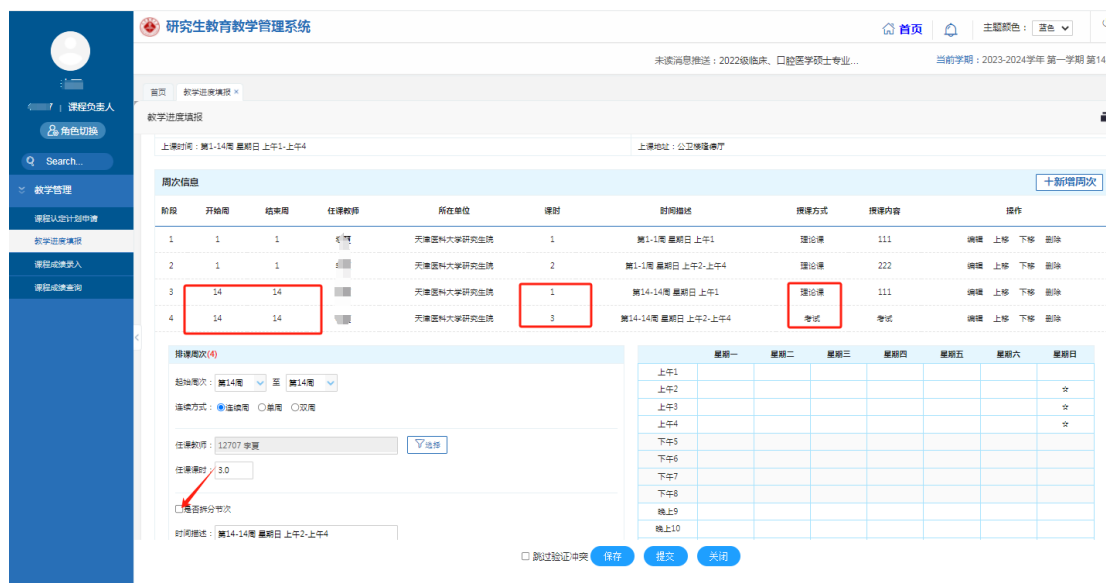 研究生教育教学管理系统
首页
主题颜色： 蓝色
未读消息推送：2022级临床、口腔医学硕士专业...
当前学期：2023-2024学年 第一学期 第14
7 | 课程负责人
角色切换
Search...
教学管理
课程认定计划申请
教学进度填报
课程成绩录入
课程成绩查询
首页 教学进度填报 ×
教学进度填报
上课时间：第1-14周 星期日 上午1-上午4 上课地址：公卫楼隆德厅
周次信息 十新增周次
阶段 开始周 结束周 任课教师 所在单位 课时 时间描述 授课方式 授课内容 操作
1 1 1 天津医科大学研究生院 1 第1-1周 星期日 上午1 理论课 111 编辑 上移 下移 删除
2 1 1 天津医科大学研究生院 2 第1-1周 星期日 上午2-上午4 理论课 222 编辑 上移 下移 删除
3 14 14 天津医科大学研究生院 1 第14-14周 星期日 上午1 理论课 111 编辑 上移 下移 删除
4 14 14 天津医科大学研究生院 3 第14-14周 星期日 上午2-上午4 考试 考试 编辑 上移 下移 删除
排课周次(4)
起始周次： 第14周 至 第14周
连续方式： 连续周 单周 双周
任课教师： 12707 李夏 选择
任课课时： 3.0
是否拆分节次
时间描述： 第14-14周 星期日 上午2-上午4
星期一 星期二 星期三 星期四 星期五 星期六 星期日
上午1
上午2 ☆
上午3 ☆
上午4 ☆
下午5
下午6
下午7
下午8
晚上9
晚上10
跳过验证冲突 保存 提交 关闭